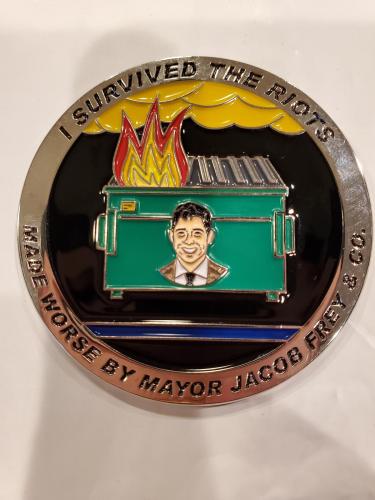 I SURVIVED THE RIOTS
MADE WORSE BY MAYOR JACOB FREY & CO.